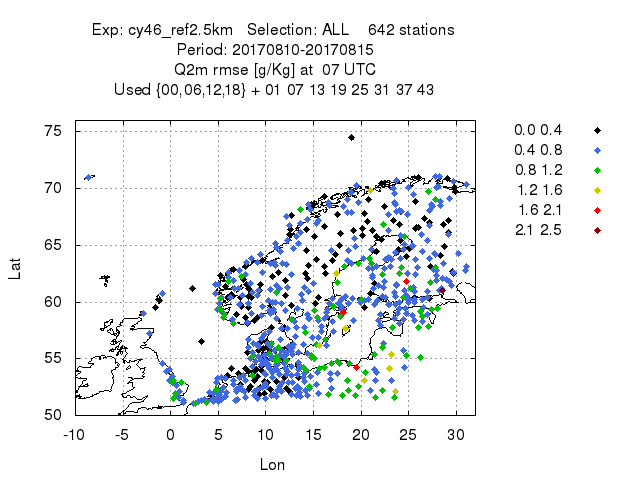 Exp: cy46_ref2.5km Selection: ALL 642 stations
Period: 20170810-20170815
Q2m rmse [g/Kg] at 07 UTC
Used {00,06,12,18} + 01 07 13 19 25 31 37 43
0.0 0.4
0.4 0.8
0.8 1.2
1.2 1.6
1.6 2.1
2.1 2.5
75
70
65
60
55
50
Lat
-10 -5 0 5 10 15 20 25 30
Lon